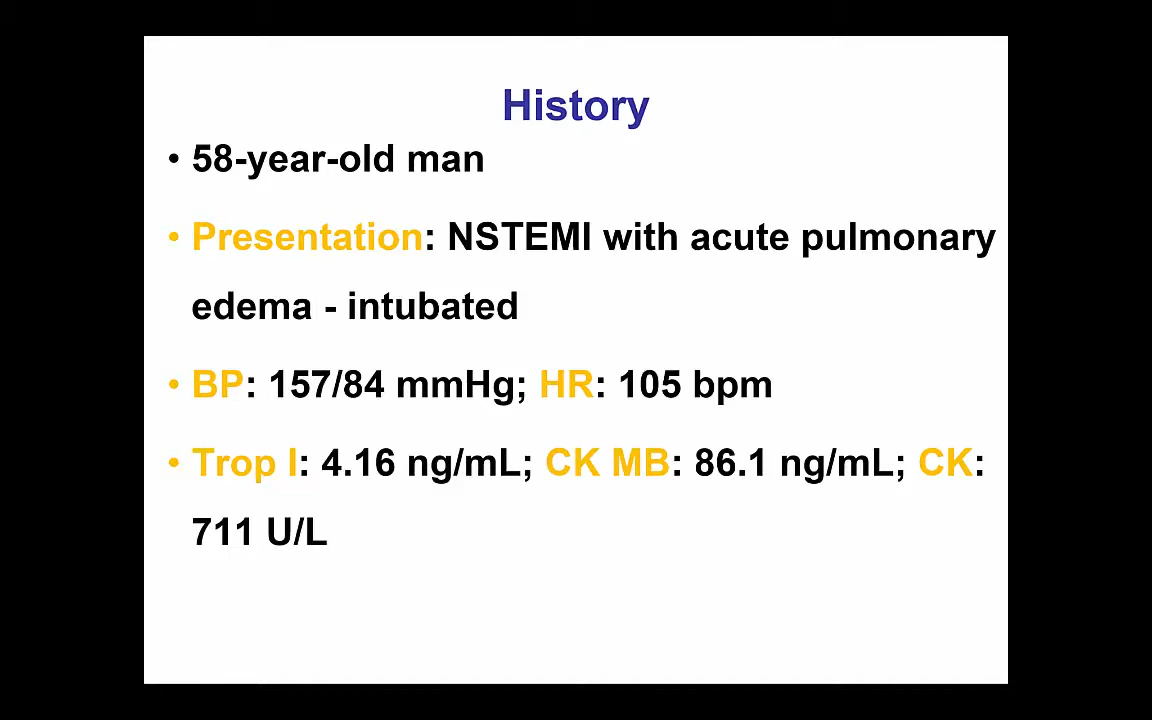 History
• 58-year-old man
• Presentation: NSTEMI with acute pulmonary
edema - intubated
• BP: 157/84 mmHg; HR: 105 bpm
• Trop I: 4.16 ng/mL; CK MB: 86.1 ng/mL; CK:
711 U/L